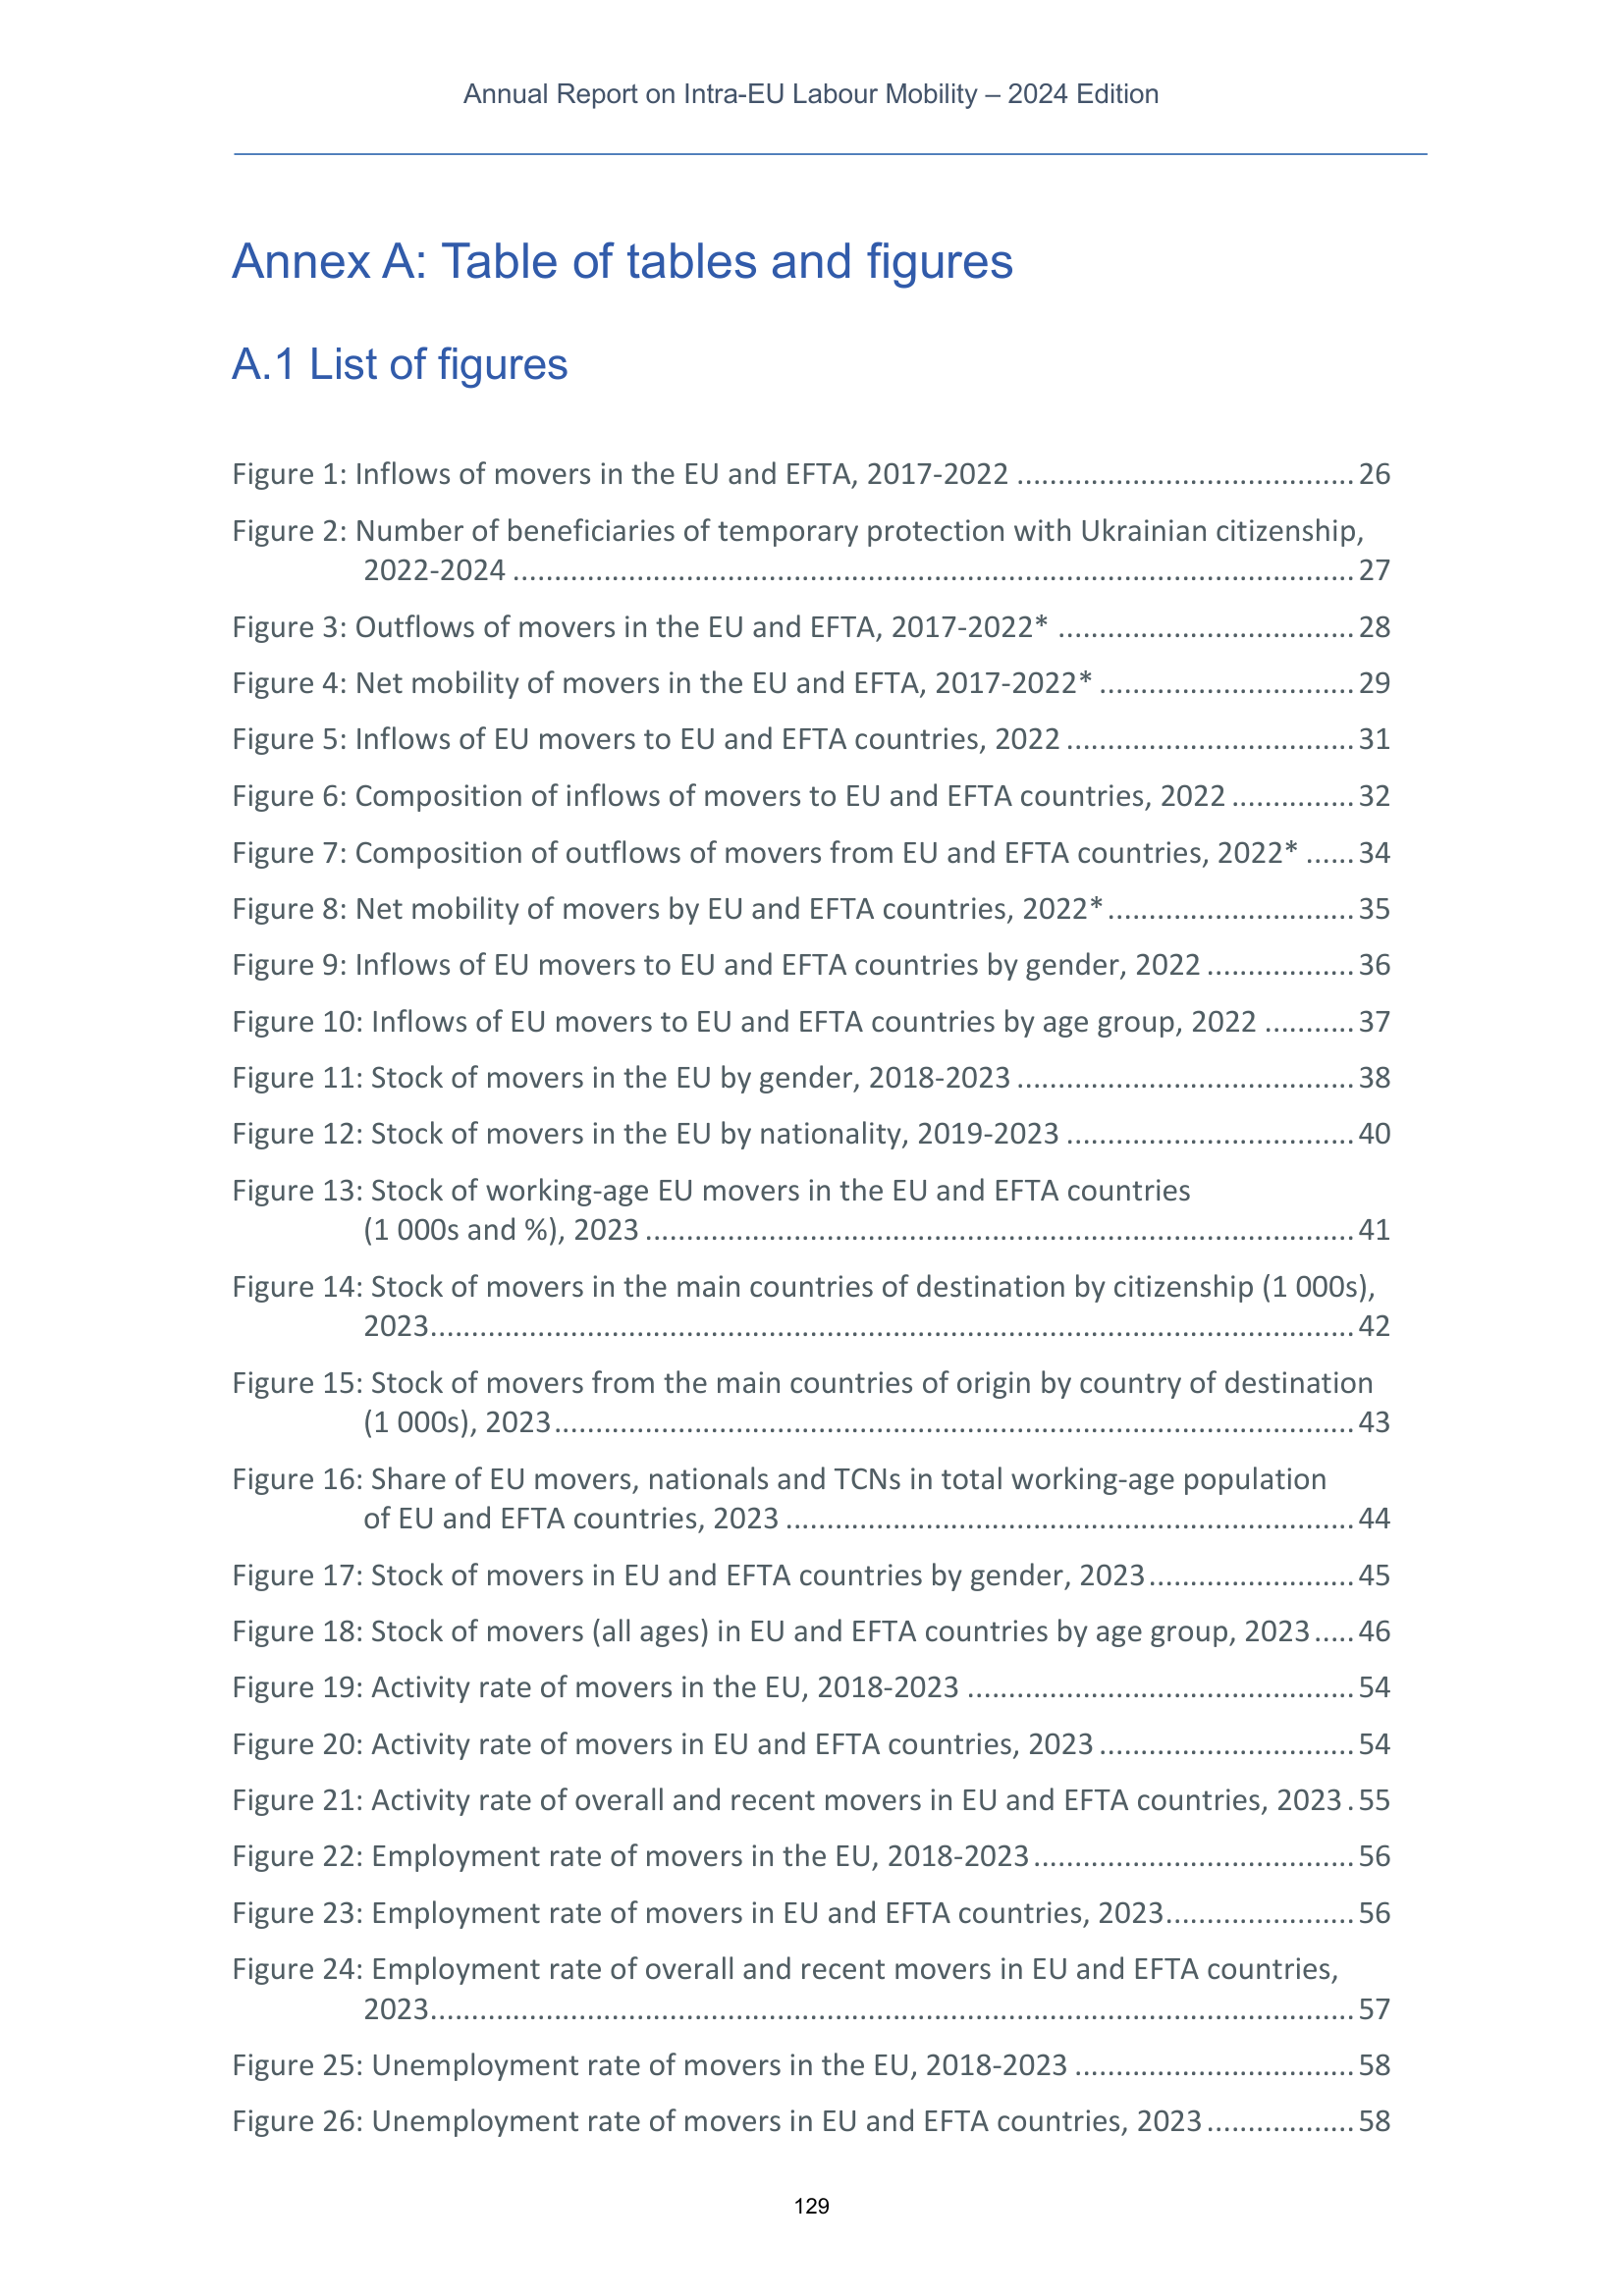 Annual Report on Intra-EU Labour Mobility – 2024 Edition
Annex A: Table of tables and figures
A.1 List of figures
Figure 1: Inflows of movers in the EU and EFTA, 2017-2022 ......................................... 26
Figure 2: Number of beneficiaries of temporary protection with Ukrainian citizenship,
2022-2024 ...................................................................................................... 27
Figure 3: Outflows of movers in the EU and EFTA, 2017-2022* .................................... 28
Figure 4: Net mobility of movers in the EU and EFTA, 2017-2022* ............................... 29
Figure 5: Inflows of EU movers to EU and EFTA countries, 2022 ................................... 31
Figure 6: Composition of inflows of movers to EU and EFTA countries, 2022 ............... 32
Figure 7: Composition of outflows of movers from EU and EFTA countries, 2022* ...... 34
Figure 8: Net mobility of movers by EU and EFTA countries, 2022* .............................. 35
Figure 9: Inflows of EU movers to EU and EFTA countries by gender, 2022 .................. 36
Figure 10: Inflows of EU movers to EU and EFTA countries by age group, 2022 ........... 37
Figure 11: Stock of movers in the EU by gender, 2018-2023 ......................................... 38
Figure 12: Stock of movers in the EU by nationality, 2019-2023 ................................... 40
Figure 13: Stock of working-age EU movers in the EU and EFTA countries
(1 000s and %), 2023 ...................................................................................... 41
Figure 14: Stock of movers in the main countries of destination by citizenship (1 000s),
2023................................................................................................................ 42
Figure 15: Stock of movers from the main countries of origin by country of destination
(1 000s), 2023................................................................................................. 43
Figure 16: Share of EU movers, nationals and TCNs in total working-age population
of EU and EFTA countries, 2023 ..................................................................... 44
Figure 17: Stock of movers in EU and EFTA countries by gender, 2023......................... 45
Figure 18: Stock of movers (all ages) in EU and EFTA countries by age group, 2023..... 46
Figure 19: Activity rate of movers in the EU, 2018-2023 ............................................... 54
Figure 20: Activity rate of movers in EU and EFTA countries, 2023 ............................... 54
Figure 21: Activity rate of overall and recent movers in EU and EFTA countries, 2023 . 55
Figure 22: Employment rate of movers in the EU, 2018-2023....................................... 56
Figure 23: Employment rate of movers in EU and EFTA countries, 2023....................... 56
Figure 24: Employment rate of overall and recent movers in EU and EFTA countries,
2023................................................................................................................ 57
Figure 25: Unemployment rate of movers in the EU, 2018-2023 .................................. 58
Figure 26: Unemployment rate of movers in EU and EFTA countries, 2023 .................. 58
129